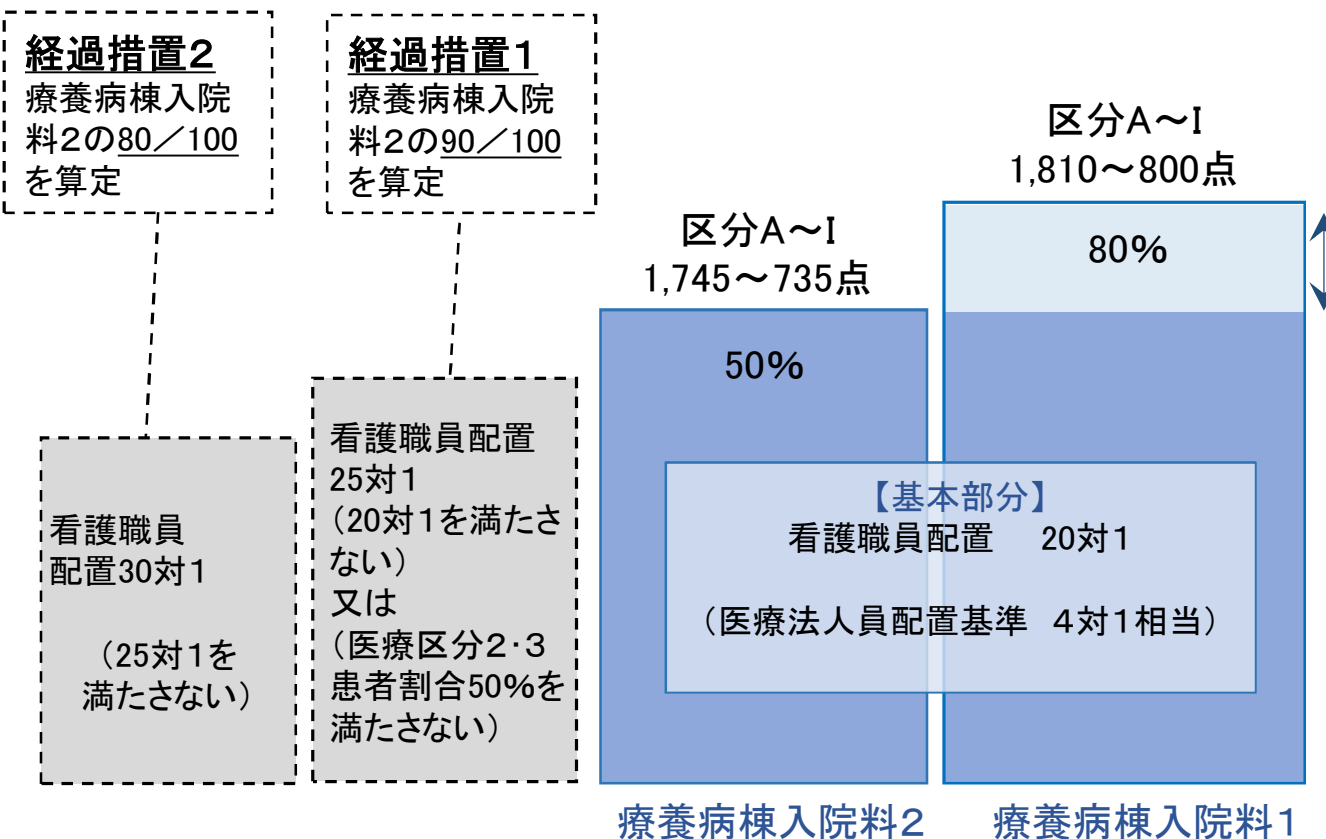 経過措置２
療養病棟入院
料２の80／100
を算定
経過措置１
療養病棟入院
料２の90／100
を算定
区分A～I
1,745～735点
区分A～I
1,810～800点
80%
50%
看護職員
配置30対１
（25対１を
満たさない）
看護職員配置
25対１
（20対１を満たさ
ない）
又は
（医療区分２・３
患者割合50％を
満たさない）
【基本部分】
看護職員配置　20対１
（医療法人員配置基準　４対１相当）
療養病棟入院料２
療養病棟入院料１